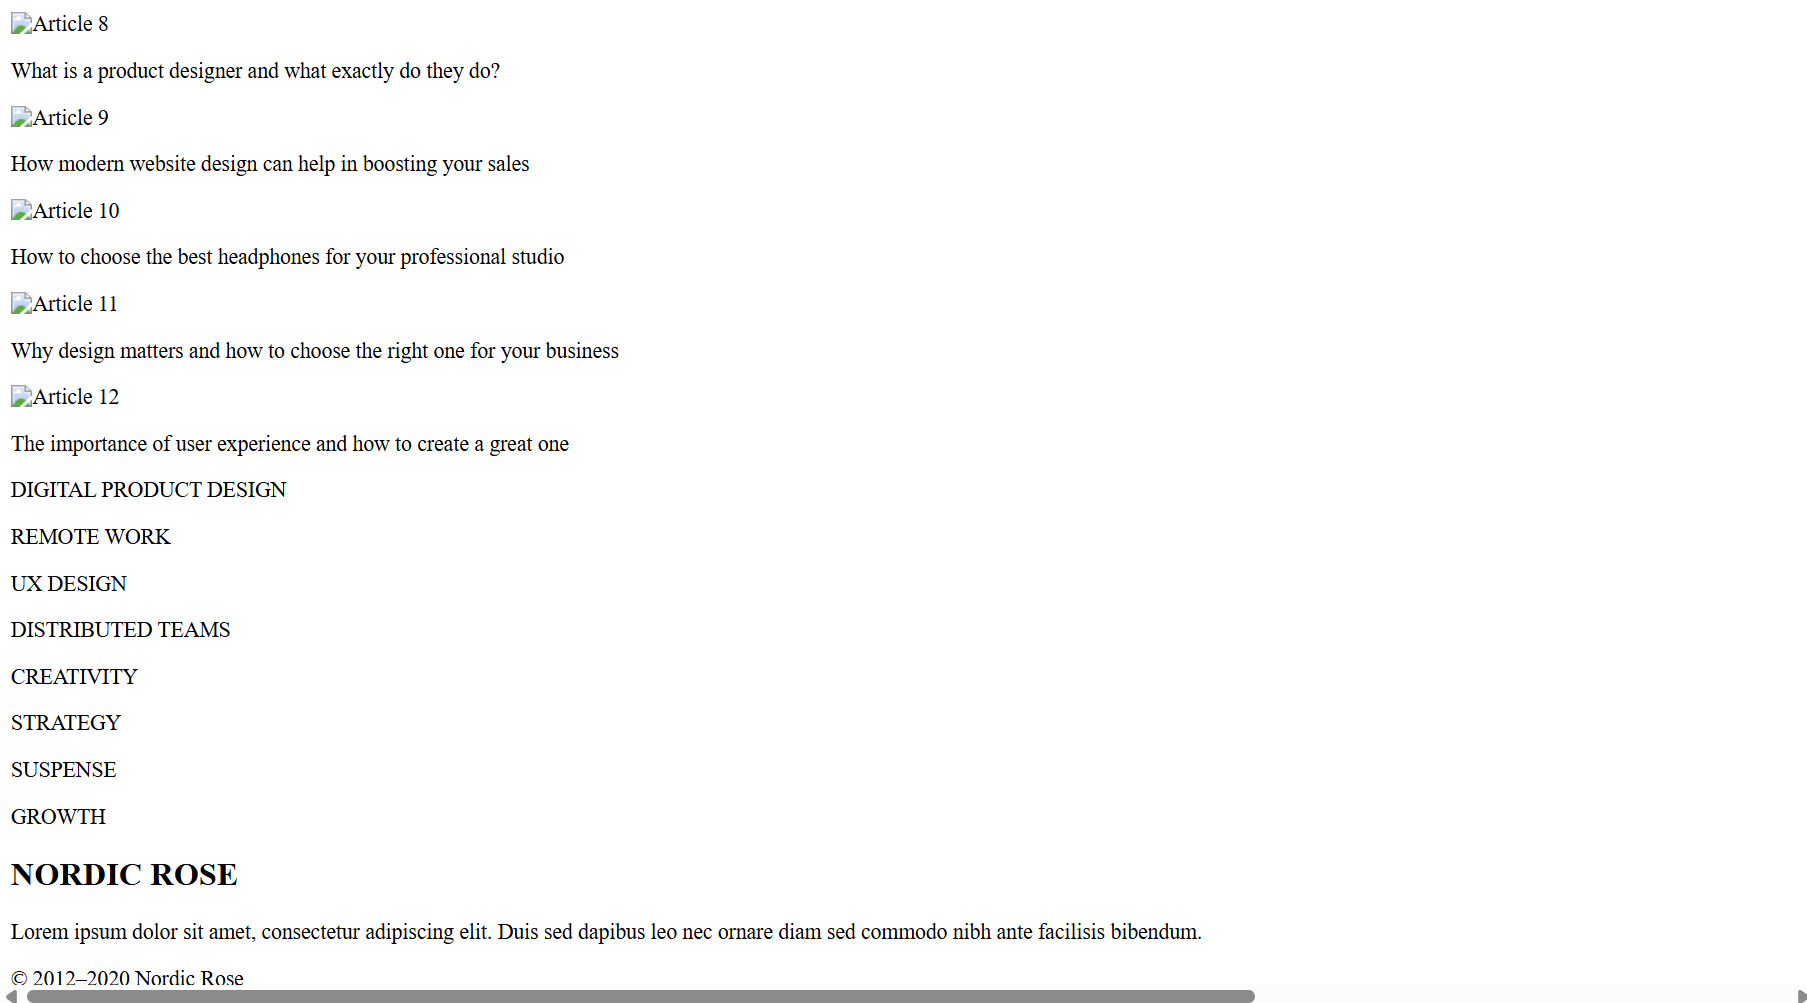 Article 8
What is a product designer and what exactly do they do?
Article 9
How modern website design can help in boosting your sales
Article 10
How to choose the best headphones for your professional studio
Article 11
Why design matters and how to choose the right one for your business
Article 12
The importance of user experience and how to create a great one
DIGITAL PRODUCT DESIGN
REMOTE WORK
UX DESIGN
DISTRIBUTED TEAMS
CREATIVITY
STRATEGY
SUSPENSE
GROWTH
NORDIC ROSE
Lorem ipsum dolor sit amet, consectetur adipiscing elit. Duis sed dapibus leo nec ornare diam sed commodo nibh ante facilisis bibendum.
© 2012–2020 Nordic Rose